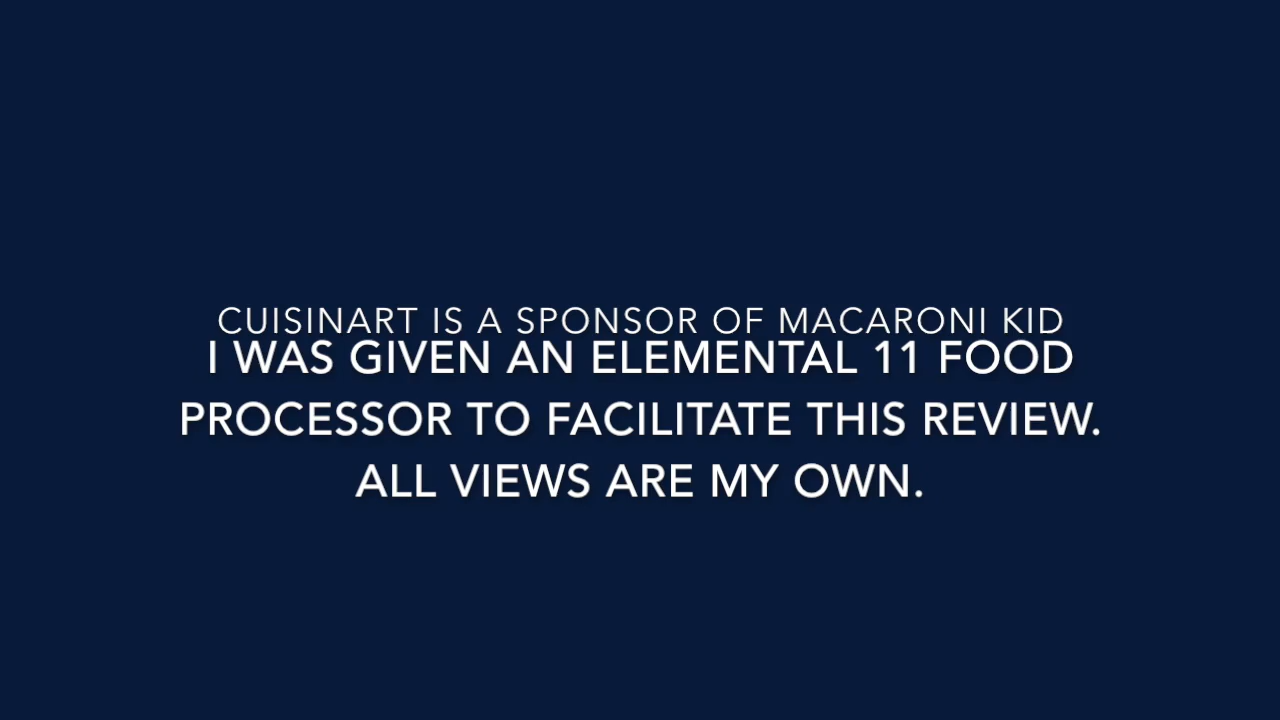 CUISINART IS A SPONSOR OF MACARONI KID
I WAS GIVEN AN ELEMENTAL 11 FOOD
PROCESSOR TO FACILITATE THIS REVIEW.
ALL VIEWS ARE MY OWN.